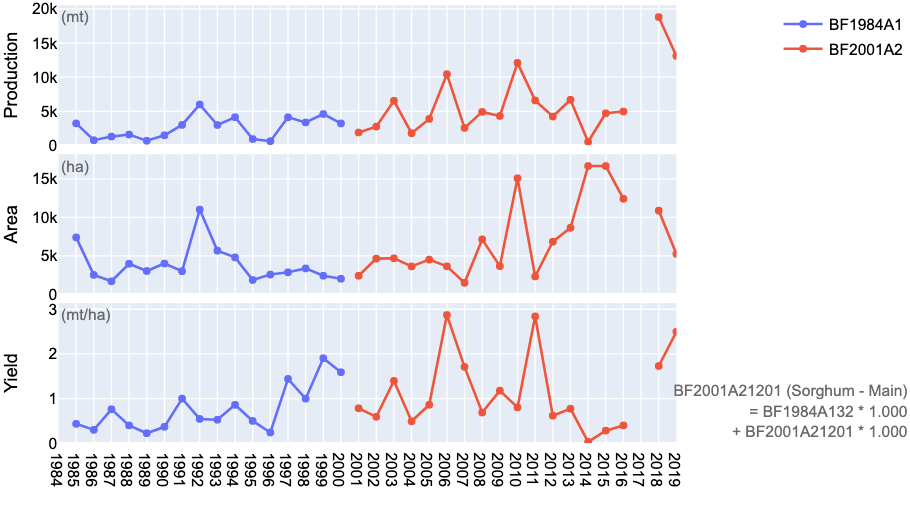 Production
(mt)
20k
15k
10k
5k
0
Area
(ha)
15k
10k
5k
0
Yield
(mt/ha)
3
2
1
0
1984
1985
1986
1987
1988
1989
1990
1991
1992
1993
1994
1995
1996
1997
1998
1999
2000
2001
2002
2003
2004
2005
2006
2007
2008
2009
2010
2011
2012
2013
2014
2015
2016
2017
2018
2019
BF1984A1
BF2001A2
BF2001A21201 (Sorghum - Main)
= BF1984A132 * 1.000
+ BF2001A21201 * 1.000